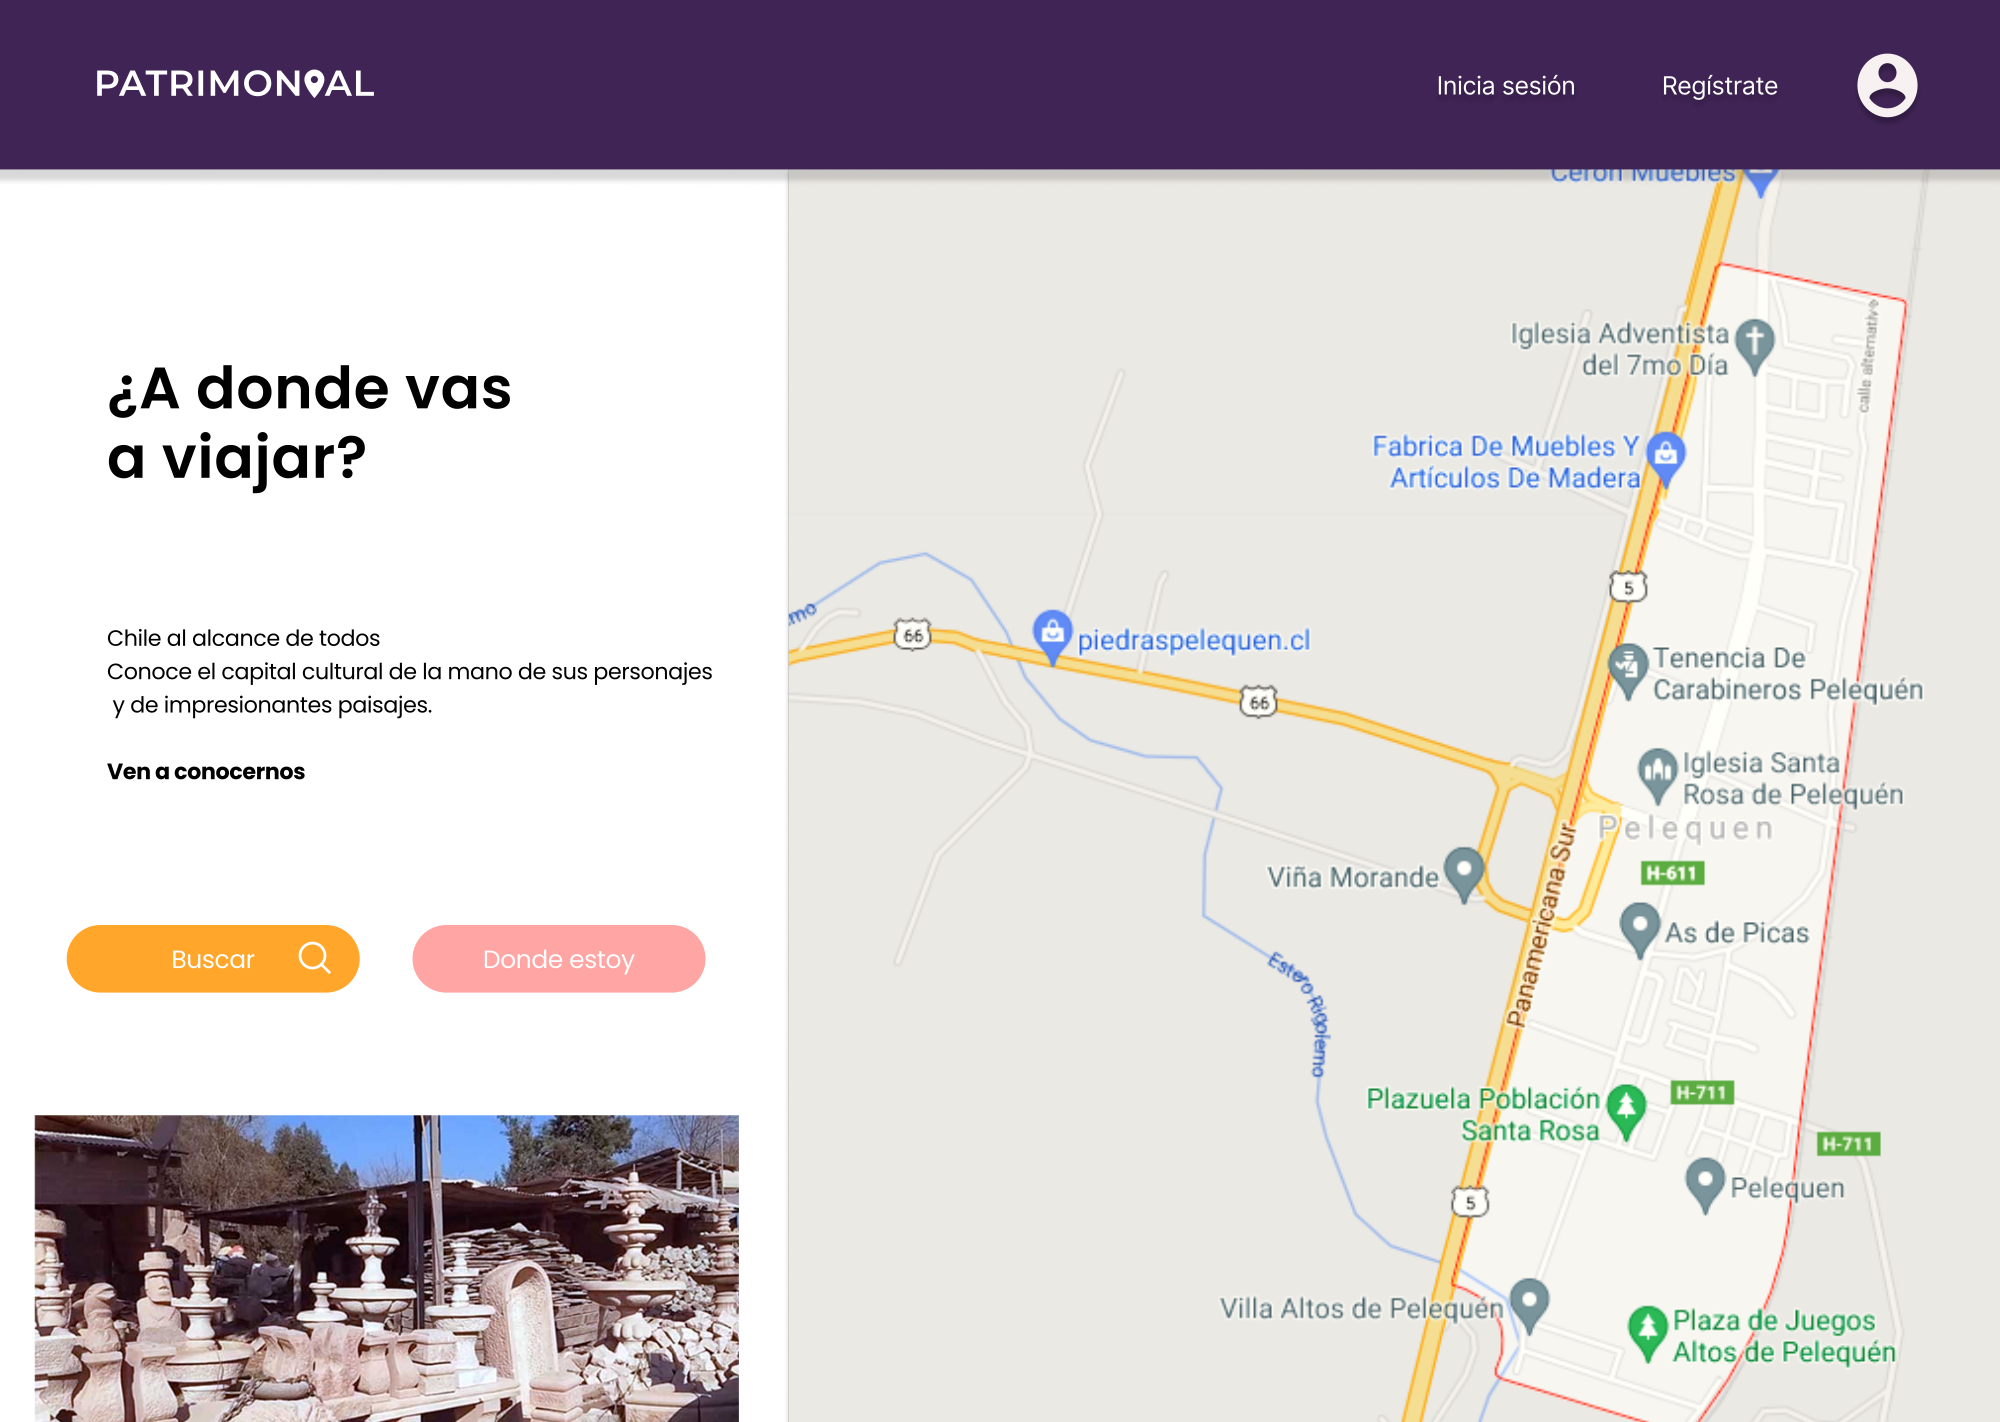 PATRIMONIAL
Inicia sesión
Regístrate
¿A donde vas
a viajar?
Chile al alcance de todos
Conoce el capital cultural de la mano de sus personajes
y de impresionantes paisajes.
Ven a conocernos
Buscar
Donde estoy
Ceron Muebles
Iglesia Adventista
del 7mo Día
calle alternativo
Fabrica De Muebles Y
Artículos De Madera
5
66
piedraspelequen.cl
66
Tenencia De
Carabineros Pelequén
Iglesia Santa
Rosa de Pelequén
Pelequen
Panamericana Sur
H-611
Viña Morande
As de Picas
Estero Rigolemo
Plazuela Población
Santa Rosa
H-711
H-711
Pelequen
5
Villa Altos de Pelequén
Plaza de Juegos
Altos de Pelequén